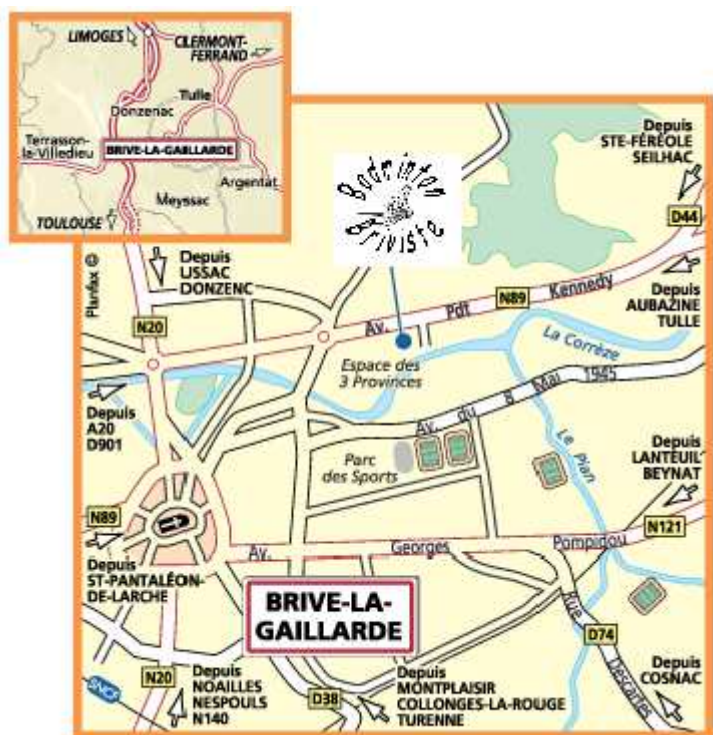 LIMOGES
CLERMONT-
FERRAND
Tulle
Donzenac
Terrasson-
la-Villedieu
BRIVE-LA-GAILLARDE
Argentat
Meyssac
TOULOUSE
Badminton
Briviste
Depuis
STE-FÉRÉOLE
SEILHAC
D44
Planfax ©
Depuis
LISSAC
DONZENC
N20
Av. Pdt Kennedy
N89
Depuis
AUBAZINE
TULLE
La Corrèze
Espace des
3 Provinces
Av. du 8 Mai 1945
Depuis
A20
D901
Le Pian
Parc
des Sports
Depuis
LANTEUIL
BEYNAT
N89
N121
Av. Georges Pompidou
Depuis
ST-PANTALÉON-
DE-LARCHE
BRIVE-LA-
GAILLARDE
Rue Descartes
D74
N20
SNCF
Depuis
NOAILLES
NESPOULS
N140
D38
Depuis
MONTPLAISIR
COLLONGES-LA-ROUGE
TURENNE
Depuis
COSNAC